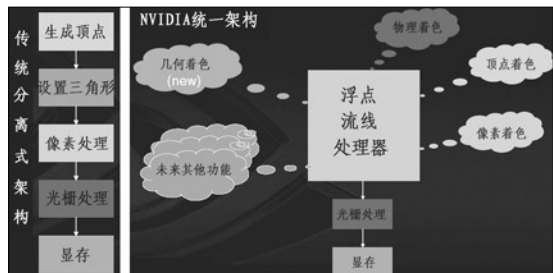 传统分离式架构
生成顶点
设置三角形
像素处理
光栅处理
显存
NVIDIA统一架构
物理着色
几何着色
(new)
顶点着色
浮点
流线
处理器
像素着色
未来其他功能
光栅处理
显存